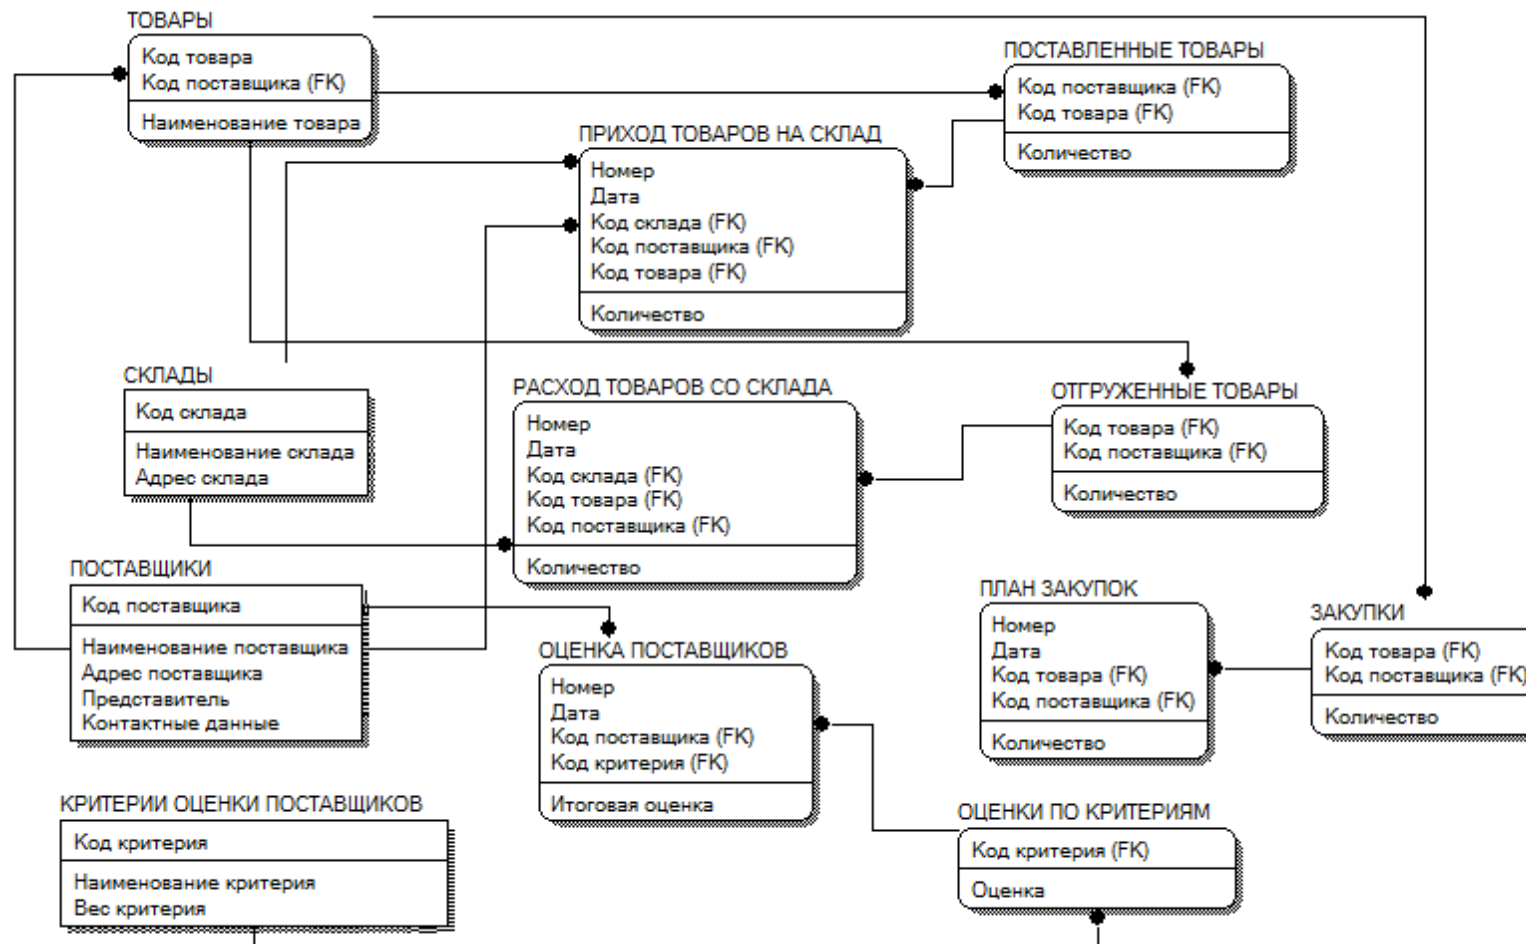 ТОВАРЫ
Код товара
Код поставщика (FK)
Наименование товара
ПОСТАВЛЕННЫЕ ТОВАРЫ
Код поставщика (FK)
Код товара (FK)
Количество
ПРИХОД ТОВАРОВ НА СКЛАД
Номер
Дата
Код склада (FK)
Код поставщика (FK)
Код товара (FK)
Количество
СКЛАДЫ
Код склада
Наименование склада
Адрес склада
РАСХОД ТОВАРОВ СО СКЛАДА
Номер
Дата
Код склада (FK)
Код товара (FK)
Код поставщика (FK)
Количество
ОТГРУЖЕННЫЕ ТОВАРЫ
Код товара (FK)
Код поставщика (FK)
Количество
ПОСТАВЩИКИ
Код поставщика
Наименование поставщика
Адрес поставщика
Представитель
Контактные данные
ОЦЕНКА ПОСТАВЩИКОВ
Номер
Дата
Код поставщика (FK)
Код критерия (FK)
Итоговая оценка
ПЛАН ЗАКУПОК
Номер
Дата
Код товара (FK)
Код поставщика (FK)
Количество
ЗАКУПКИ
Код товара (FK)
Код поставщика (FK)
Количество
КРИТЕРИИ ОЦЕНКИ ПОСТАВЩИКОВ
Код критерия
Наименование критерия
Вес критерия
ОЦЕНКИ ПО КРИТЕРИЯМ
Код критерия (FK)
Оценка